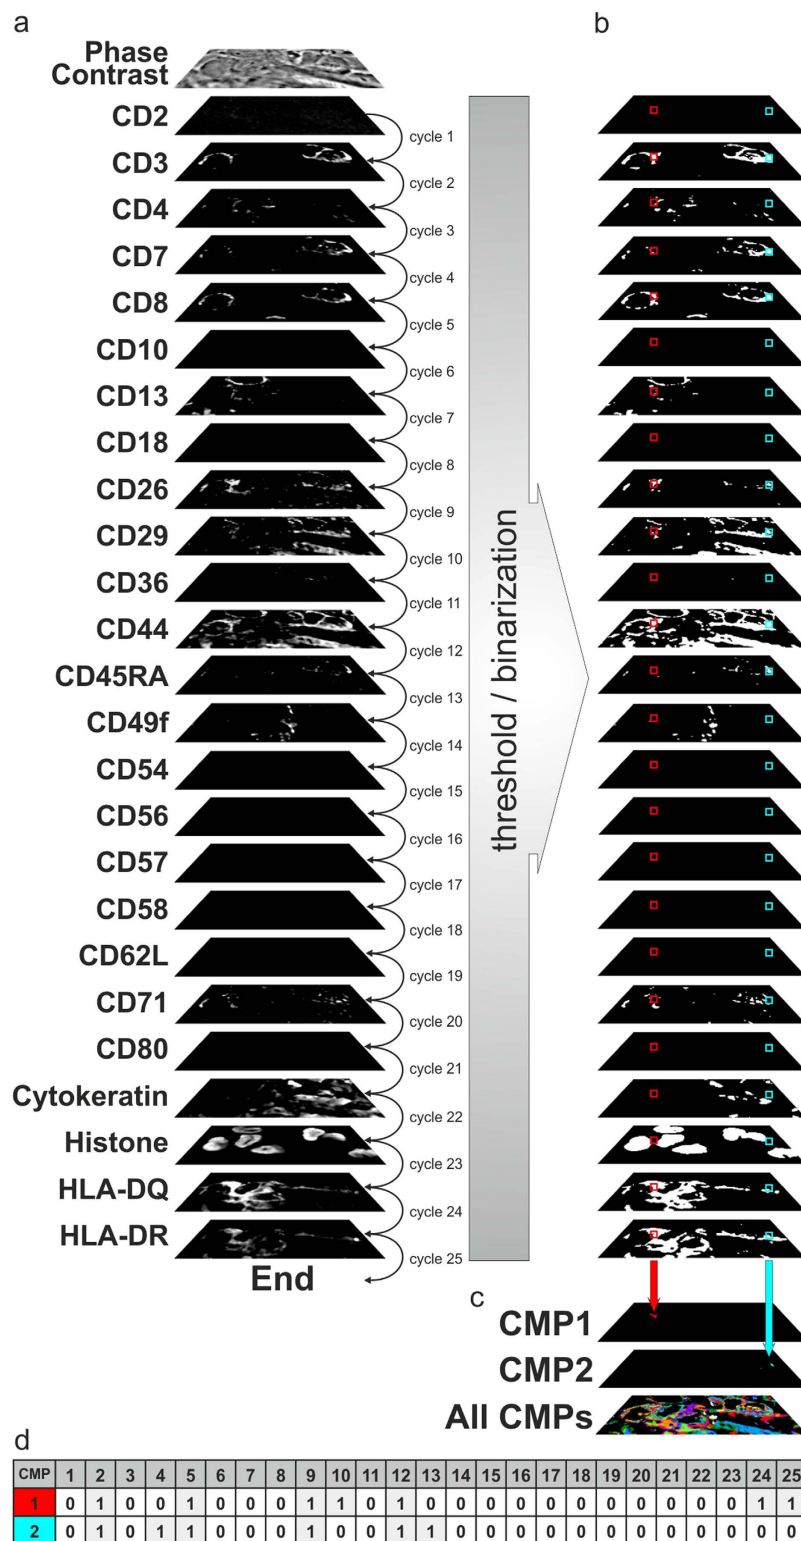 a
b
Phase
Contrast
CD2
cycle 1
CD3
cycle 2
CD4
cycle 3
CD7
cycle 4
CD8
cycle 5
CD10
cycle 6
CD13
cycle 7
CD18
cycle 8
CD26
cycle 9
CD29
cycle 10
CD36
cycle 11
CD44
cycle 12
CD45RA
cycle 13
CD49f
cycle 14
CD54
cycle 15
CD56
cycle 16
CD57
cycle 17
CD58
cycle 18
CD62L
cycle 19
CD71
cycle 20
CD80
cycle 21
Cytokeratin
cycle 22
Histone
cycle 23
HLA-DQ
cycle 24
HLA-DR
cycle 25
End
threshold / binarization
c
CMP1
CMP2
All CMPs
d
CMP 1 2 3 4 5 6 7 8 9 10 11 12 13 14 15 16 17 18 19 20 21 22 23 24 25
1 0 1 0 0 1 0 0 0 1 1 0 1 0 0 0 0 0 0 0 0 0 0 0 1 1
2 0 1 0 1 1 0 0 0 1 0 0 1 1 0 0 0 0 0 0 0 0 0 0 0 0